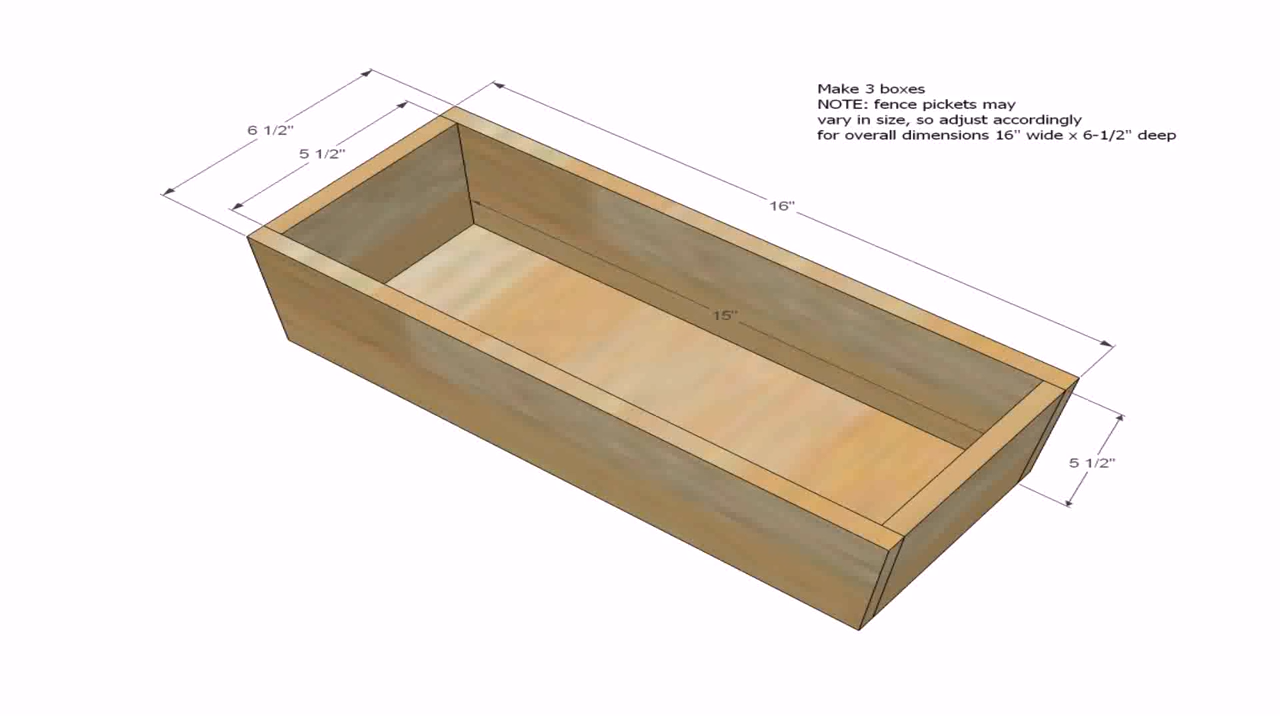 Make 3 boxes
NOTE: fence pickets may
vary in size, so adjust accordingly
for overall dimensions 16" wide x 6-1/2" deep
6 1/2"
5 1/2"
16"
15"
5 1/2"